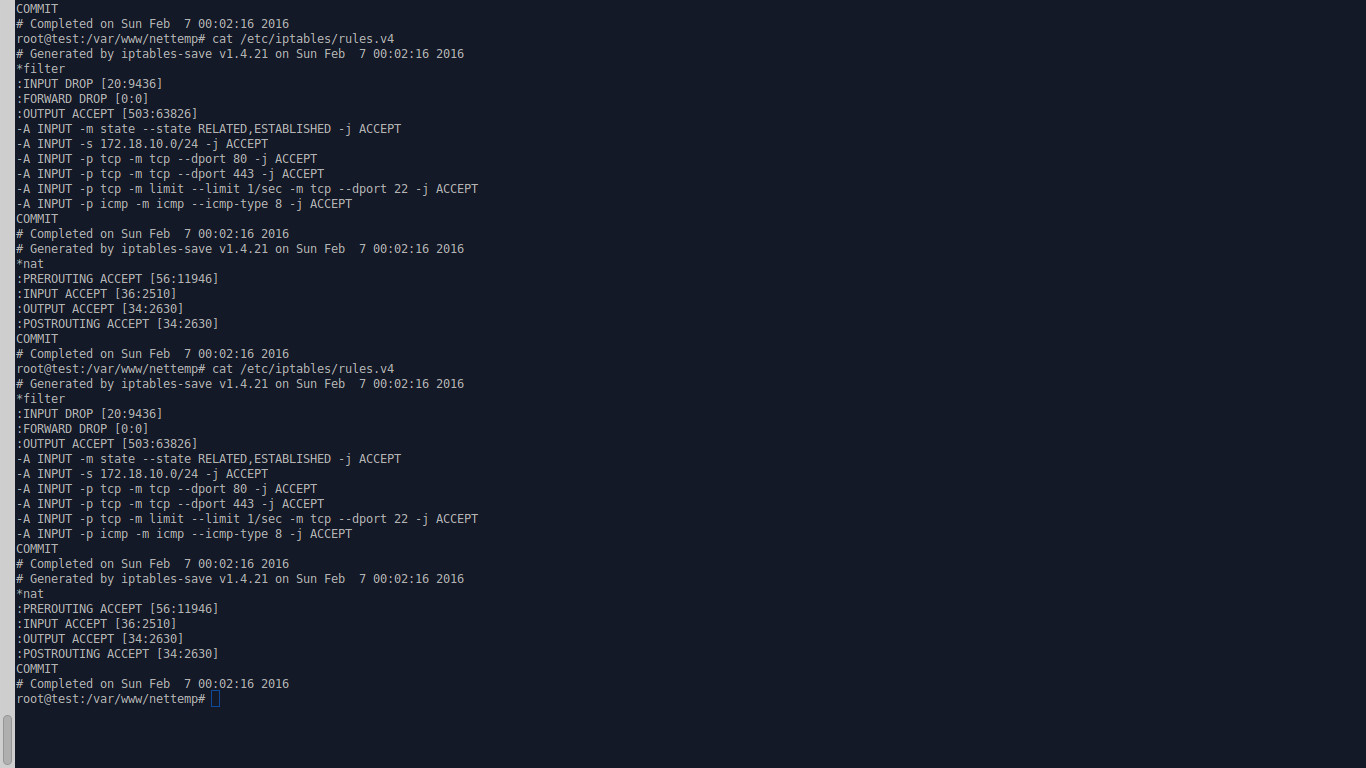 COMMIT
# Completed on Sun Feb  7 00:02:16 2016
root@test:/var/www/nettemp# cat /etc/iptables/rules.v4
# Generated by iptables-save v1.4.21 on Sun Feb  7 00:02:16 2016
*filter
:INPUT DROP [20:9436]
:FORWARD DROP [0:0]
:OUTPUT ACCEPT [503:63826]
-A INPUT -m state --state RELATED,ESTABLISHED -j ACCEPT
-A INPUT -s 172.18.10.0/24 -j ACCEPT
-A INPUT -p tcp -m tcp --dport 80 -j ACCEPT
-A INPUT -p tcp -m tcp --dport 443 -j ACCEPT
-A INPUT -p tcp -m limit --limit 1/sec -m tcp --dport 22 -j ACCEPT
-A INPUT -p icmp -m icmp --icmp-type 8 -j ACCEPT
COMMIT
# Completed on Sun Feb  7 00:02:16 2016
# Generated by iptables-save v1.4.21 on Sun Feb  7 00:02:16 2016
*nat
:PREROUTING ACCEPT [56:11946]
:INPUT ACCEPT [36:2510]
:OUTPUT ACCEPT [34:2630]
:POSTROUTING ACCEPT [34:2630]
COMMIT
# Completed on Sun Feb  7 00:02:16 2016
root@test:/var/www/nettemp# cat /etc/iptables/rules.v4
# Generated by iptables-save v1.4.21 on Sun Feb  7 00:02:16 2016
*filter
:INPUT DROP [20:9436]
:FORWARD DROP [0:0]
:OUTPUT ACCEPT [503:63826]
-A INPUT -m state --state RELATED,ESTABLISHED -j ACCEPT
-A INPUT -s 172.18.10.0/24 -j ACCEPT
-A INPUT -p tcp -m tcp --dport 80 -j ACCEPT
-A INPUT -p tcp -m tcp --dport 443 -j ACCEPT
-A INPUT -p tcp -m limit --limit 1/sec -m tcp --dport 22 -j ACCEPT
-A INPUT -p icmp -m icmp --icmp-type 8 -j ACCEPT
COMMIT
# Completed on Sun Feb  7 00:02:16 2016
# Generated by iptables-save v1.4.21 on Sun Feb  7 00:02:16 2016
*nat
:PREROUTING ACCEPT [56:11946]
:INPUT ACCEPT [36:2510]
:OUTPUT ACCEPT [34:2630]
:POSTROUTING ACCEPT [34:2630]
COMMIT
# Completed on Sun Feb  7 00:02:16 2016
root@test:/var/www/nettemp#